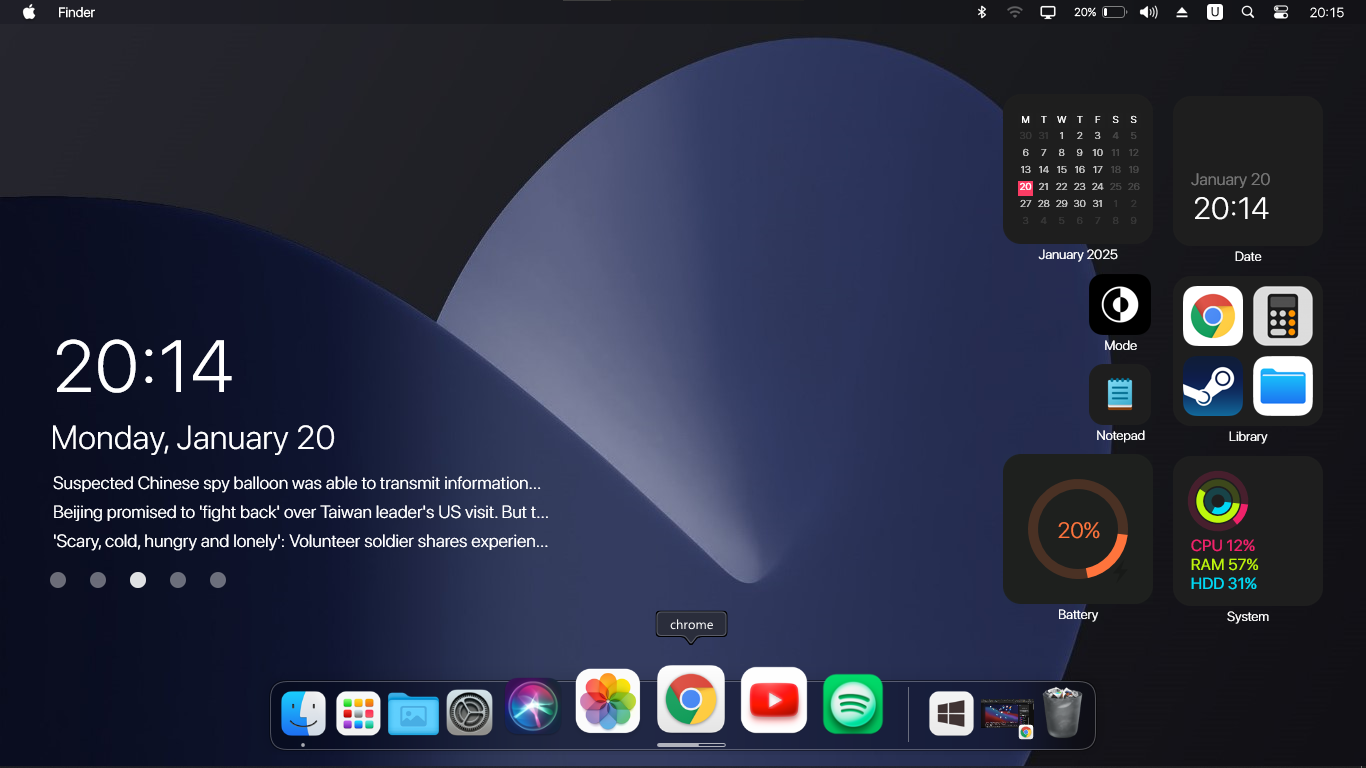 Finder
20%
U
20:15
M T W T F S S
30 31 1 2 3 4 5
6 7 8 9 10 11 12
13 14 15 16 17 18 19
20 21 22 23 24 25 26
27 28 29 30 31 1 2
3 4 5 6 7 8 9
January 2025
January 20
20:14
Date
Mode
Notepad
Library
20:14
Monday, January 20
Suspected Chinese spy balloon was able to transmit information...
Beijing promised to 'fight back' over Taiwan leader's US visit. But t...
'Scary, cold, hungry and lonely': Volunteer soldier shares experien...
20%
Battery
CPU 12%
RAM 57%
HDD 31%
System
chrome